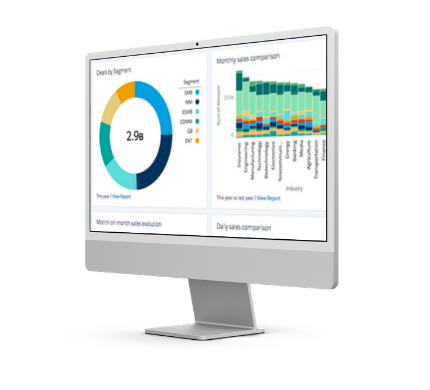 Deals by Segment
Segment
SMB
MM
ESMB
COMM
GB
ENT
2.9B
This year | View Report
Monthly sales comparison
Sum of Amount
0
Insurance
Engineering
Manufacturing
Technology
Biotechnology
Electronics
Telecommuni...
Energy
Banking
Media
Agriculture
Transportation
Finance
Industry
This year vs last year | View Report
Month on month sales evolution
Daily sales comparison